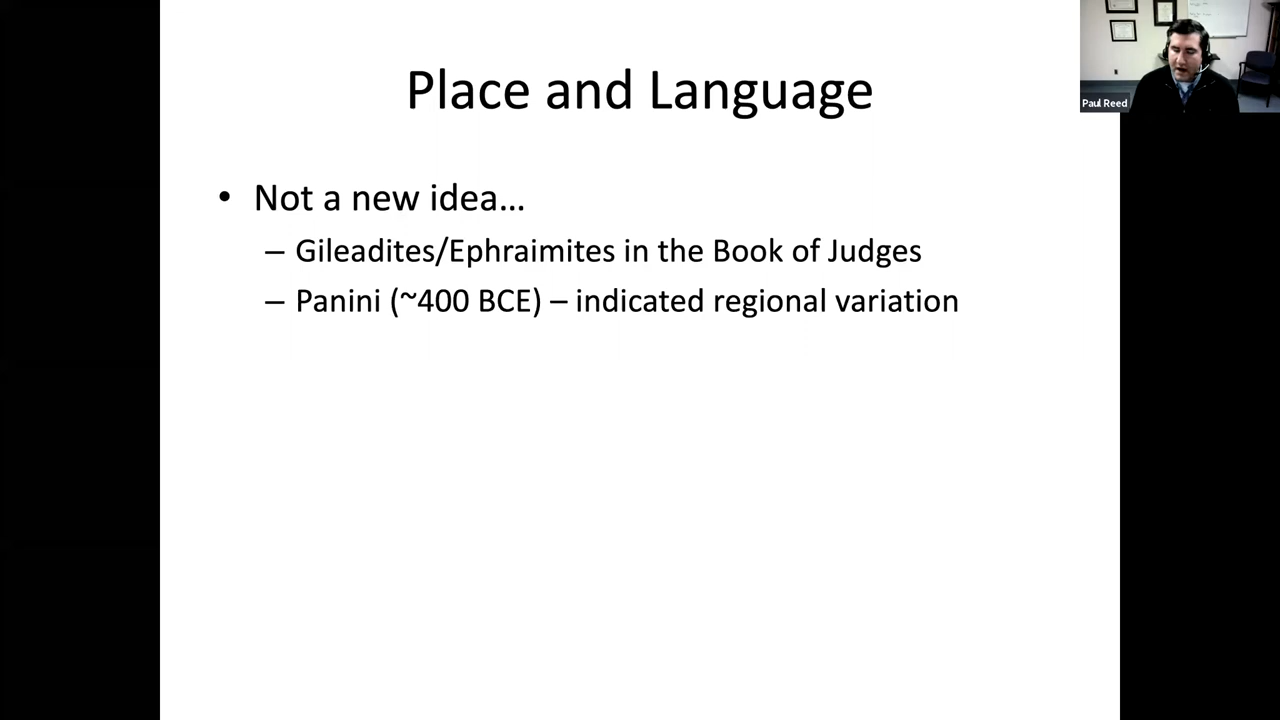 Place and Language
• Not a new idea…
– Gileadites/Ephraimites in the Book of Judges
– Panini (~400 BCE) – indicated regional variation
Paul Reed